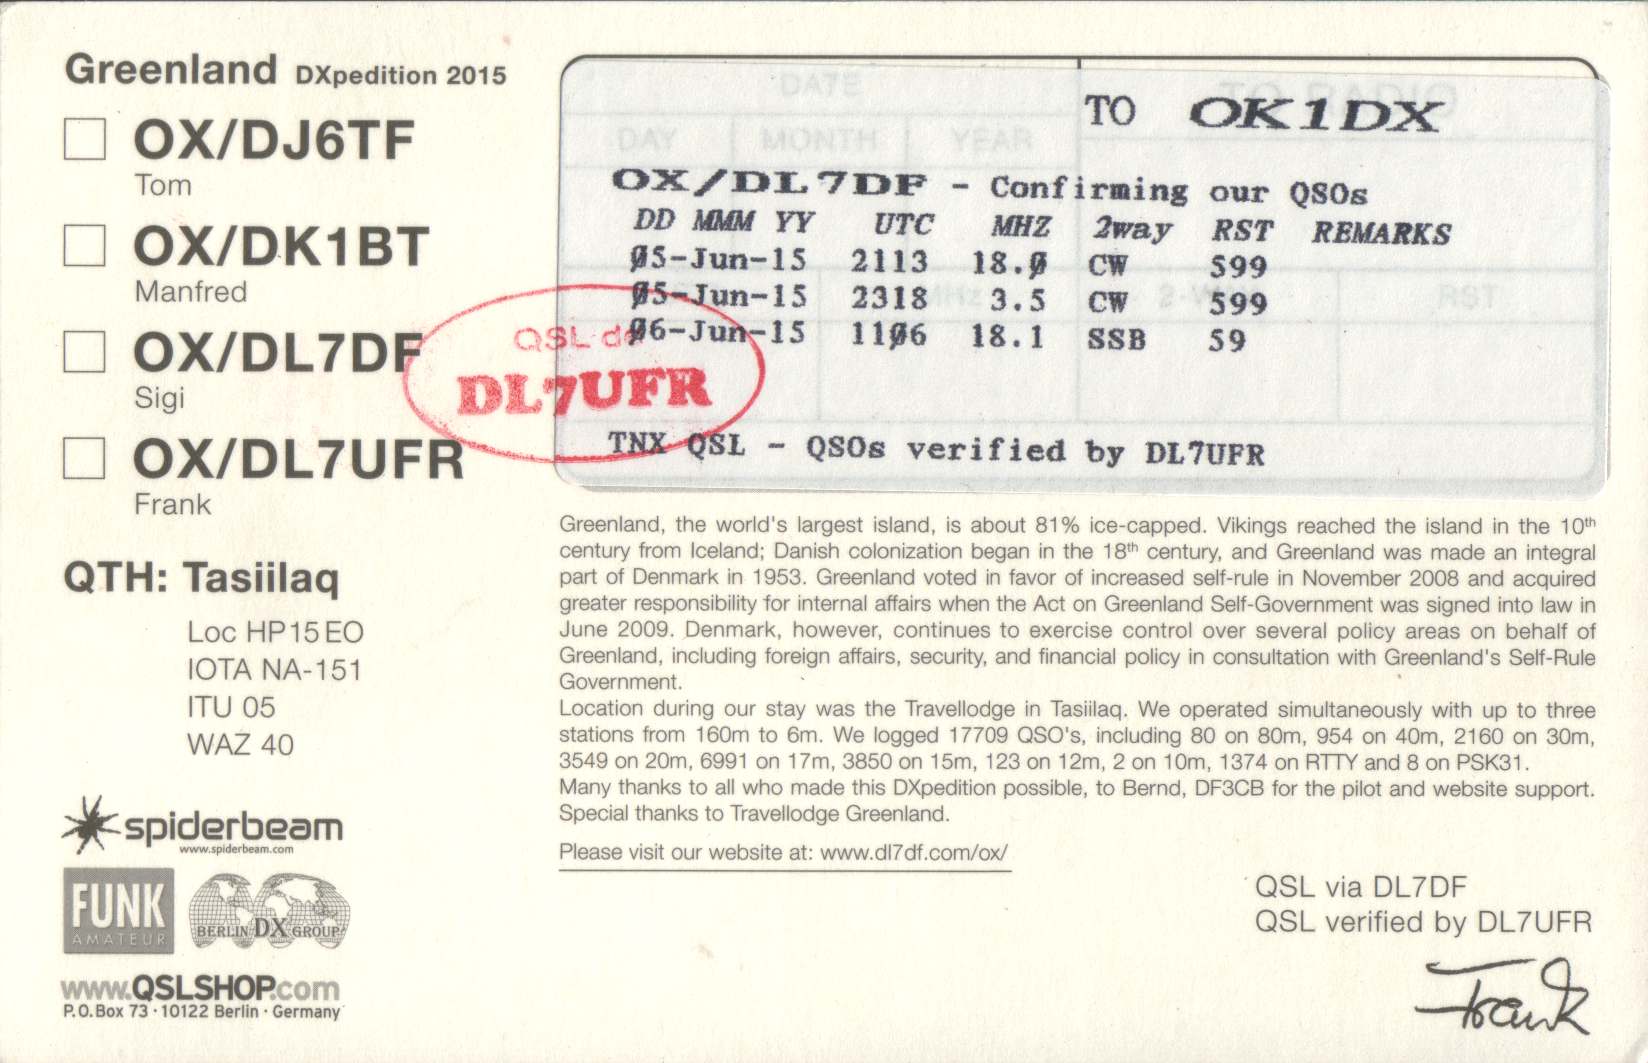 Greenland DXpedition 2015
OX/DJ6TF
Tom
OX/DK1BT
Manfred
OX/DL7DF
Sigi
OX/DL7UFR
Frank
QTH: Tasiilaq
Loc HP15EO
IOTA NA-151
ITU 05
WAZ 40
spiderbeam
www.spiderbeam.com
FUNK
AMATEUR
BERLIN DX GROUP
www.QSLSHOP.com
P.O.Box 73 · 10122 Berlin · Germany
DATE
TO RADIO
DAY MONTH YEAR
MHz 2-WAY RST
TO OK1DX
OX/DL7DF - Confirming our QSOs
DD MMM YY UTC MHZ 2way RST REMARKS
05-Jun-15 2113 18.0 CW 599
05-Jun-15 2318 3.5 CW 599
06-Jun-15 1106 18.1 SSB 59
TNX QSL - QSOs verified by DL7UFR
QSL de
DL7UFR
Greenland, the world's largest island, is about 81% ice-capped. Vikings reached the island in the 10th
century from Iceland; Danish colonization began in the 18th century, and Greenland was made an integral
part of Denmark in 1953. Greenland voted in favor of increased self-rule in November 2008 and acquired
greater responsibility for internal affairs when the Act on Greenland Self-Government was signed into law in
June 2009. Denmark, however, continues to exercise control over several policy areas on behalf of
Greenland, including foreign affairs, security, and financial policy in consultation with Greenland's Self-Rule
Government.
Location during our stay was the Travellodge in Tasiilaq. We operated simultaneously with up to three
stations from 160m to 6m. We logged 17709 QSO's, including 80 on 80m, 954 on 40m, 2160 on 30m,
3549 on 20m, 6991 on 17m, 3850 on 15m, 123 on 12m, 2 on 10m, 1374 on RTTY and 8 on PSK31.
Many thanks to all who made this DXpedition possible, to Bernd, DF3CB for the pilot and website support.
Special thanks to Travellodge Greenland.
Please visit our website at: www.dl7df.com/ox/
QSL via DL7DF
QSL verified by DL7UFR
Frank